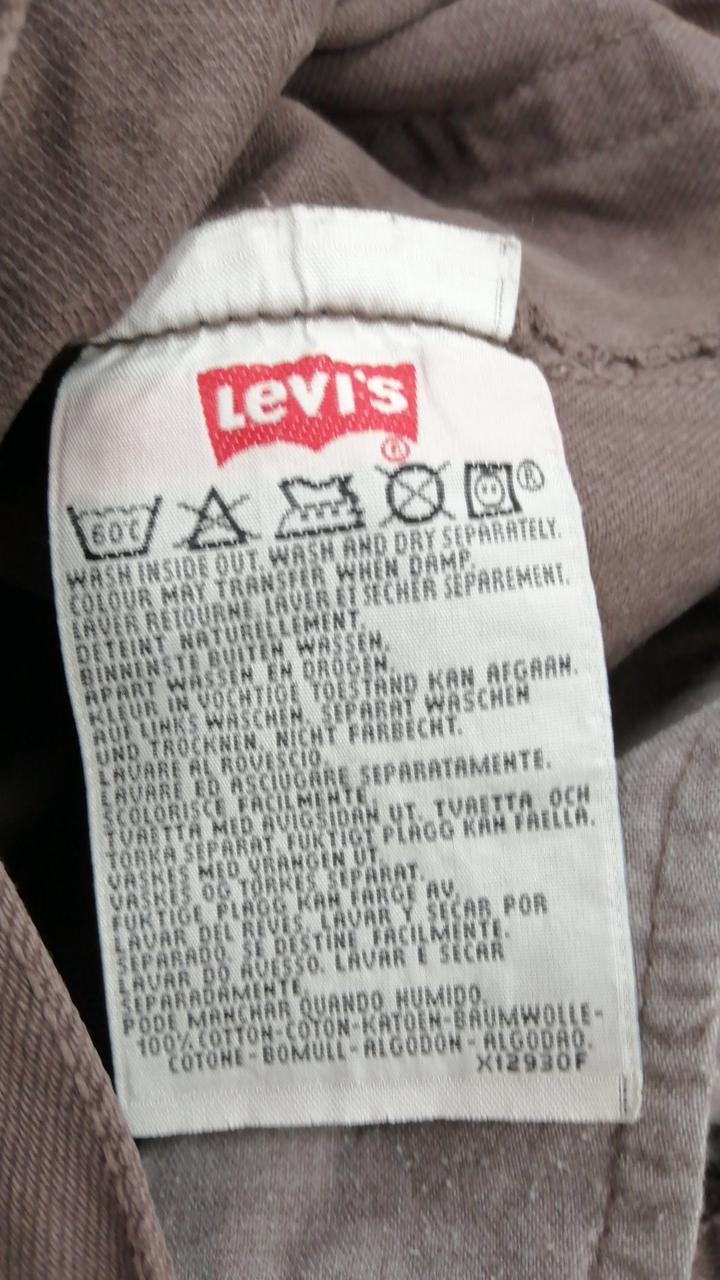 Levi's
®
60C
®
WASH INSIDE OUT. WASH AND DRY SEPARATELY.
COLOUR MAY TRANSFER WHEN DAMP.
LAVER RETOURNE LAVER ET SECHER SEPAREMENT.
DETEINT NATURELLEMENT.
BINNENSTE BUITEN WASSEN,
APART WASSEN EN DROGEN.
KLEUR IN VOCHTIGE TOESTAND KAN AFGAAN.
AUF LINKS WASCHEN. SEPARAT WASCHEN
UND TROCKNEN. NICHT FARBECHT.
LAVARE AL ROVESCIO.
LAVARE ED ASCIUGARE SEPARATAMENTE.
SCOLORISCE FACILMENTE.
TVAETTA MED AVIGSIDAN UT. TVAETTA OCH
TORKA SEPARAT. FUKTIGT PLAGG KAN FAELLA.
VASKES MED VRANGEN UT.
VASKES OG TORKES SEPARAT.
FUKTIGE PLAGG KAN FARGE AV.
LAVAR DEL REVES. LAVAR Y SECAR POR
SEPARADO. SE DESTINE FACILMENTE.
LAVAR DO AVESSO. LAVAR E SECAR
SEPARADAMENTE.
PODE MANCHAR QUANDO HUMIDO.
100%COTTON-COTON-KATOEN-BAUMWOLLE-
COTONE-BOMULL-ALGODON-ALGODAO.
X12930F